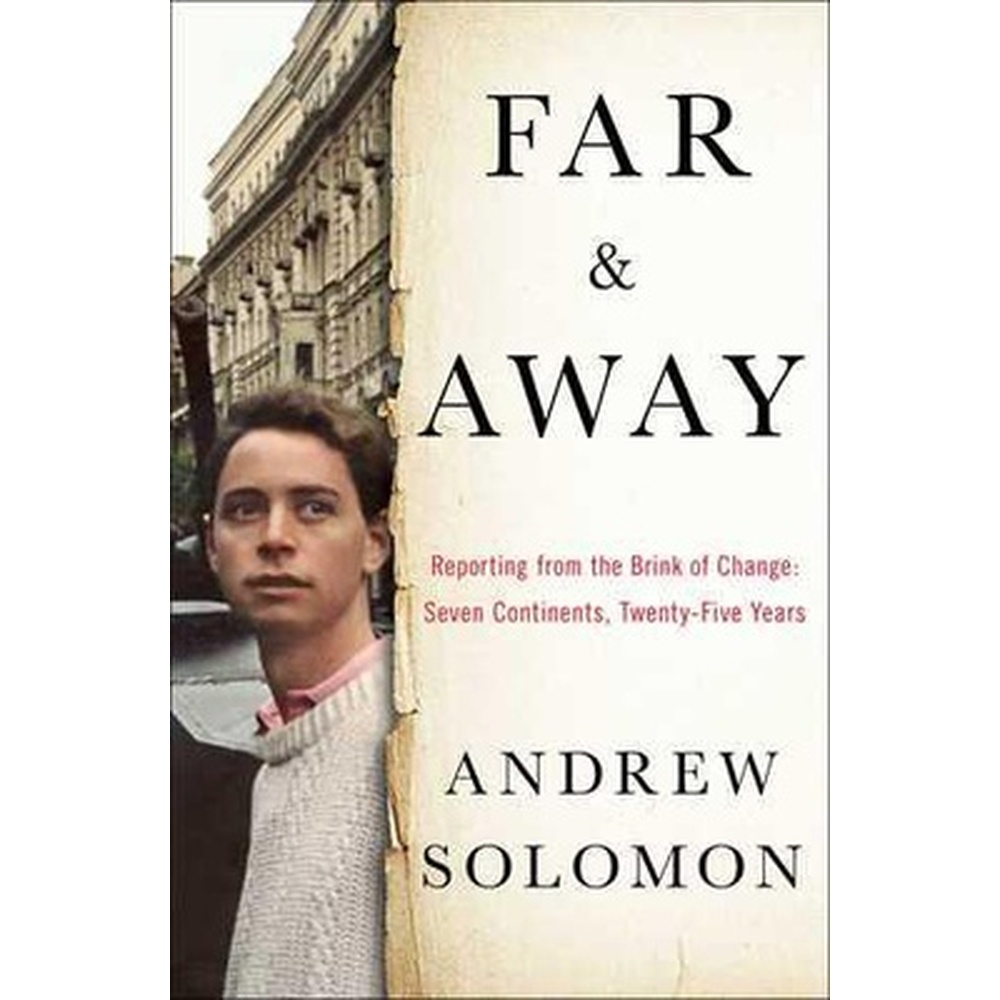 FAR
&
AWAY
Reporting from the Brink of Change:
Seven Continents, Twenty-Five Years
ANDREW
SOLOMON